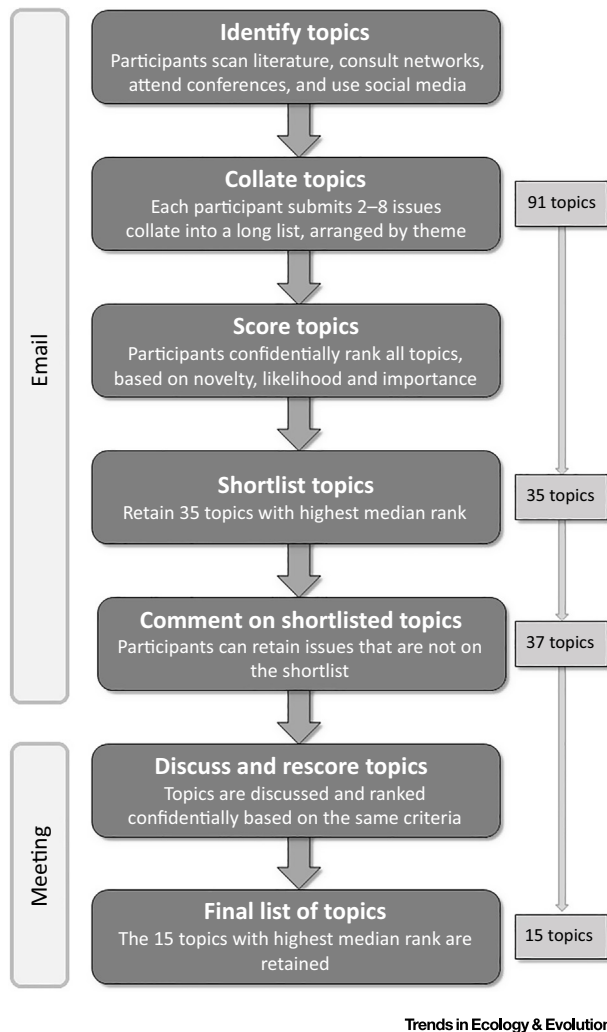 Identify topics
Participants scan literature, consult networks,
attend conferences, and use social media
Collate topics
Each participant submits 2–8 issues
collate into a long list, arranged by theme
91 topics
Score topics
Participants confidentially rank all topics,
based on novelty, likelihood and importance
Email
Shortlist topics
Retain 35 topics with highest median rank
35 topics
Comment on shortlisted topics
Participants can retain issues that are not on
the shortlist
37 topics
Discuss and rescore topics
Topics are discussed and ranked
confidentially based on the same criteria
Meeting
Final list of topics
The 15 topics with highest median rank are
retained
15 topics
Trends in Ecology & Evolution